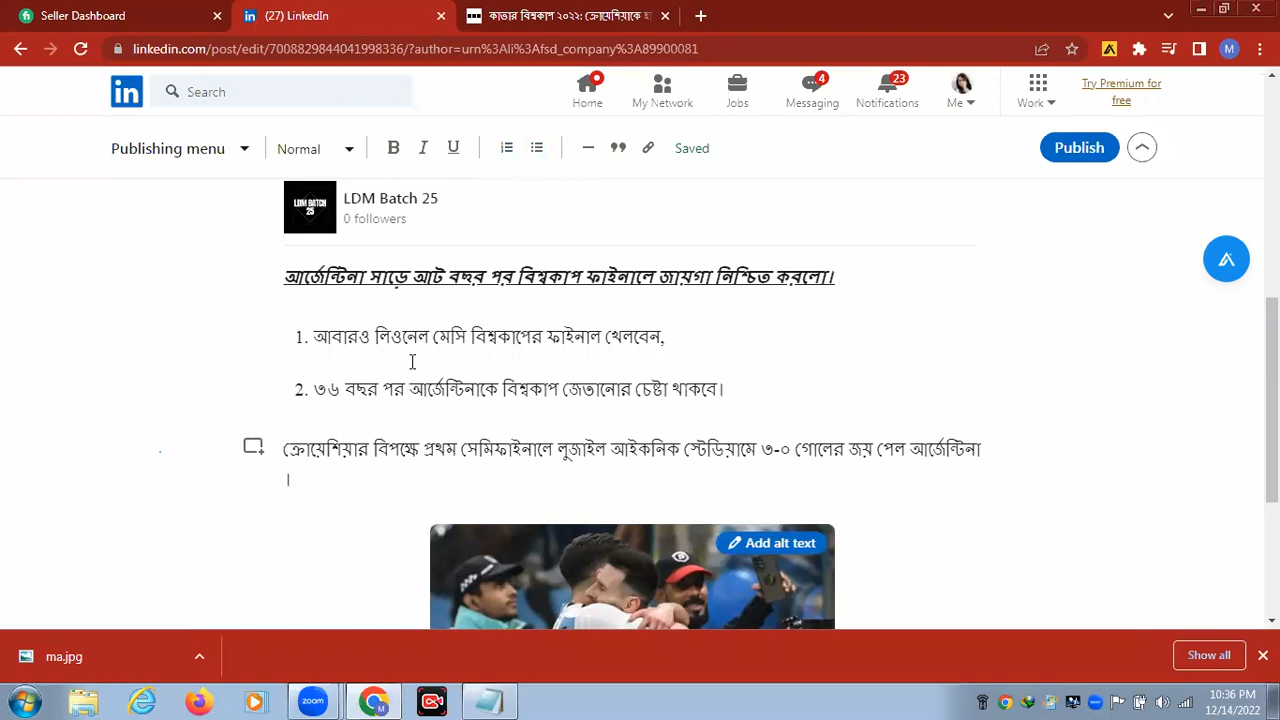 Seller Dashboard
(27) LinkedIn
কাতার বিশ্বকাপ ২০২২: ক্রোয়েশিয়াকে হা
linkedin.com/post/edit/7008829844041998336/?author=urn%3Ali%3Afsd_company%3A89900081
M
in
Search
Home
My Network
Jobs
4
Messaging
23
Notifications
Me
Work
Try Premium for
free
Publishing menu
Normal
B I U
Saved
Publish
LDM BATCH
25
LDM Batch 25
0 followers
আর্জেন্টিনা সাড়ে আট বছর পর বিশ্বকাপ ফাইনালে জায়গা নিশ্চিত করলো।
1. আবারও লিওনেল মেসি বিশ্বকাপের ফাইনাল খেলবেন,
2. ৩৬ বছর পর আর্জেন্টিনাকে বিশ্বকাপ জেতানোর চেষ্টা থাকবে।
ক্রোয়েশিয়ার বিপক্ষে প্রথম সেমিফাইনালে লুজাইল আইকনিক স্টেডিয়ামে ৩-০ গোলের জয় পেল আর্জেন্টিনা
।
Add alt text
ma.jpg
Show all
zoom
10:36 PM
12/14/2022